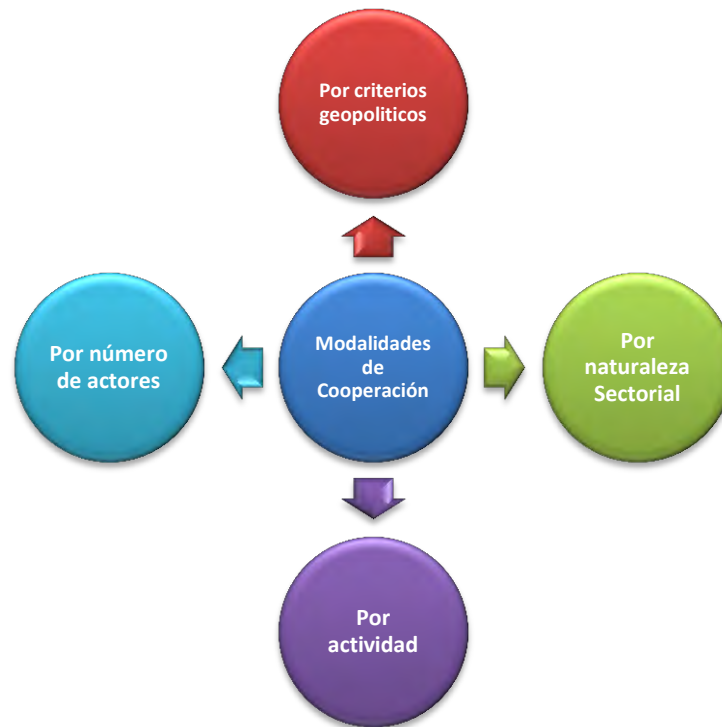 Por criterios
geopoliticos
Por número
de actores
Modalidades
de
Cooperación
Por
naturaleza
Sectorial
Por
actividad